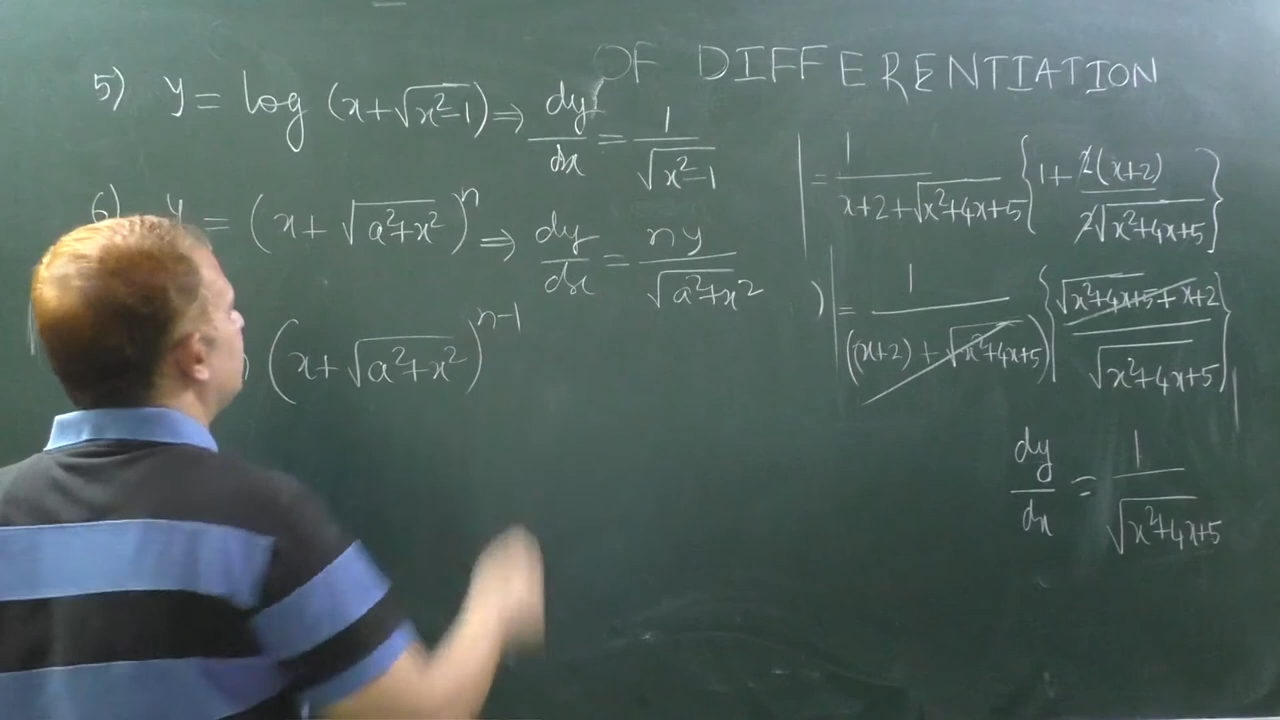 OF DIFFERENTIATION
5) y = log (x+√x²-1) ⇒ dy/dx = 1/√x²-1
6) y = (x+√a²+x²)ⁿ ⇒ dy/dx = ny/√a²+x²
(x+√a²+x²)ⁿ⁻¹
= 1/x+2+√x²+4x+5 {1+2(x+2)/2√x²+4x+5}
) = 1/((x+2)+√x²+4x+5) {√x²+4x+5+x+2/√x²+4x+5}
dy/dx = 1/√x²+4x+5